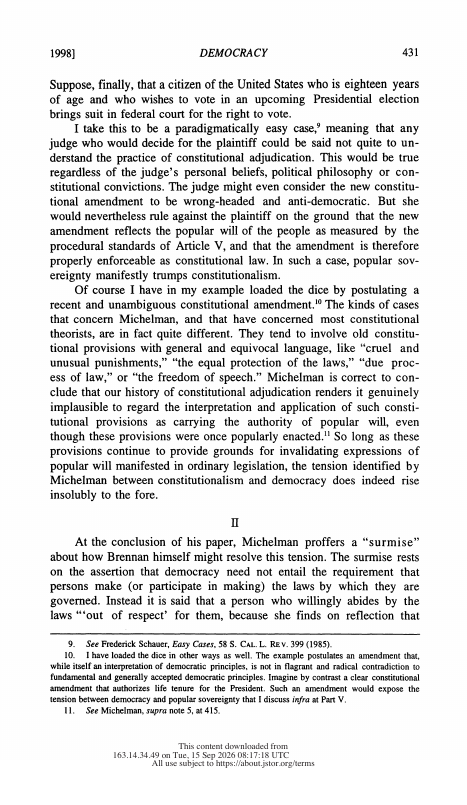 1998] DEMOCRACY 431
Suppose, finally, that a citizen of the United States who is eighteen years
of age and who wishes to vote in an upcoming Presidential election
brings suit in federal court for the right to vote.
I take this to be a paradigmatically easy case,⁹ meaning that any
judge who would decide for the plaintiff could be said not quite to un-
derstand the practice of constitutional adjudication. This would be true
regardless of the judge's personal beliefs, political philosophy or con-
stitutional convictions. The judge might even consider the new constitu-
tional amendment to be wrong-headed and anti-democratic. But she
would nevertheless rule against the plaintiff on the ground that the new
amendment reflects the popular will of the people as measured by the
procedural standards of Article V, and that the amendment is therefore
properly enforceable as constitutional law. In such a case, popular sov-
ereignty manifestly trumps constitutionalism.
Of course I have in my example loaded the dice by postulating a
recent and unambiguous constitutional amendment.¹⁰ The kinds of cases
that concern Michelman, and that have concerned most constitutional
theorists, are in fact quite different. They tend to involve old constitu-
tional provisions with general and equivocal language, like "cruel and
unusual punishments," "the equal protection of the laws," "due proc-
ess of law," or "the freedom of speech." Michelman is correct to con-
clude that our history of constitutional adjudication renders it genuinely
implausible to regard the interpretation and application of such consti-
tutional provisions as carrying the authority of popular will, even
though these provisions were once popularly enacted.¹¹ So long as these
provisions continue to provide grounds for invalidating expressions of
popular will manifested in ordinary legislation, the tension identified by
Michelman between constitutionalism and democracy does indeed rise
insolubly to the fore.
II
At the conclusion of his paper, Michelman proffers a "surmise"
about how Brennan himself might resolve this tension. The surmise rests
on the assertion that democracy need not entail the requirement that
persons make (or participate in making) the laws by which they are
governed. Instead it is said that a person who willingly abides by the
laws "'out of respect' for them, because she finds on reflection that
9. See Frederick Schauer, Easy Cases, 58 S. CAL. L. REV. 399 (1985).
10. I have loaded the dice in other ways as well. The example postulates an amendment that,
while itself an interpretation of democratic principles, is not in flagrant and radical contradiction to
fundamental and generally accepted democratic principles. Imagine by contrast a clear constitutional
amendment that authorizes life tenure for the President. Such an amendment would expose the
tension between democracy and popular sovereignty that I discuss infra at Part V.
11. See Michelman, supra note 5, at 415.
This content downloaded from
163.14.34.49 on Tue, 15 Sep 2026 08:17:18 UTC
All use subject to https://about.jstor.org/terms